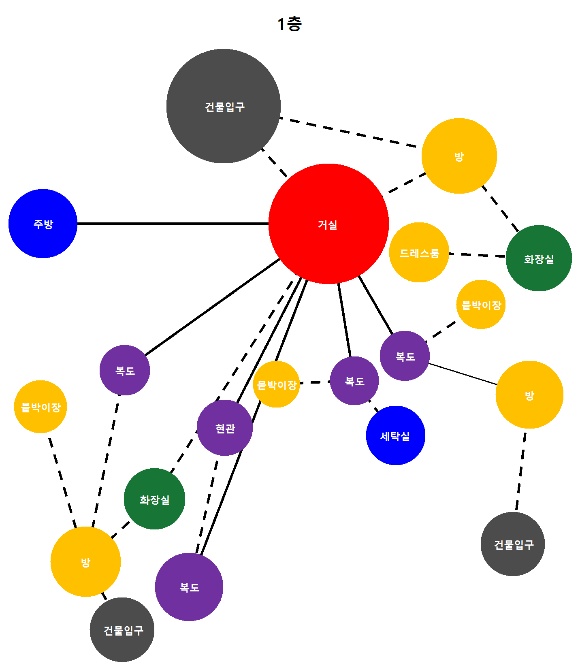 1층
건물입구
방
주방
거실
드레스룸
화장실
붙박이장
복도
복도
붙박이장
복도
방
붙박이장
현관
세탁실
화장실
건물입구
방
복도
건물입구